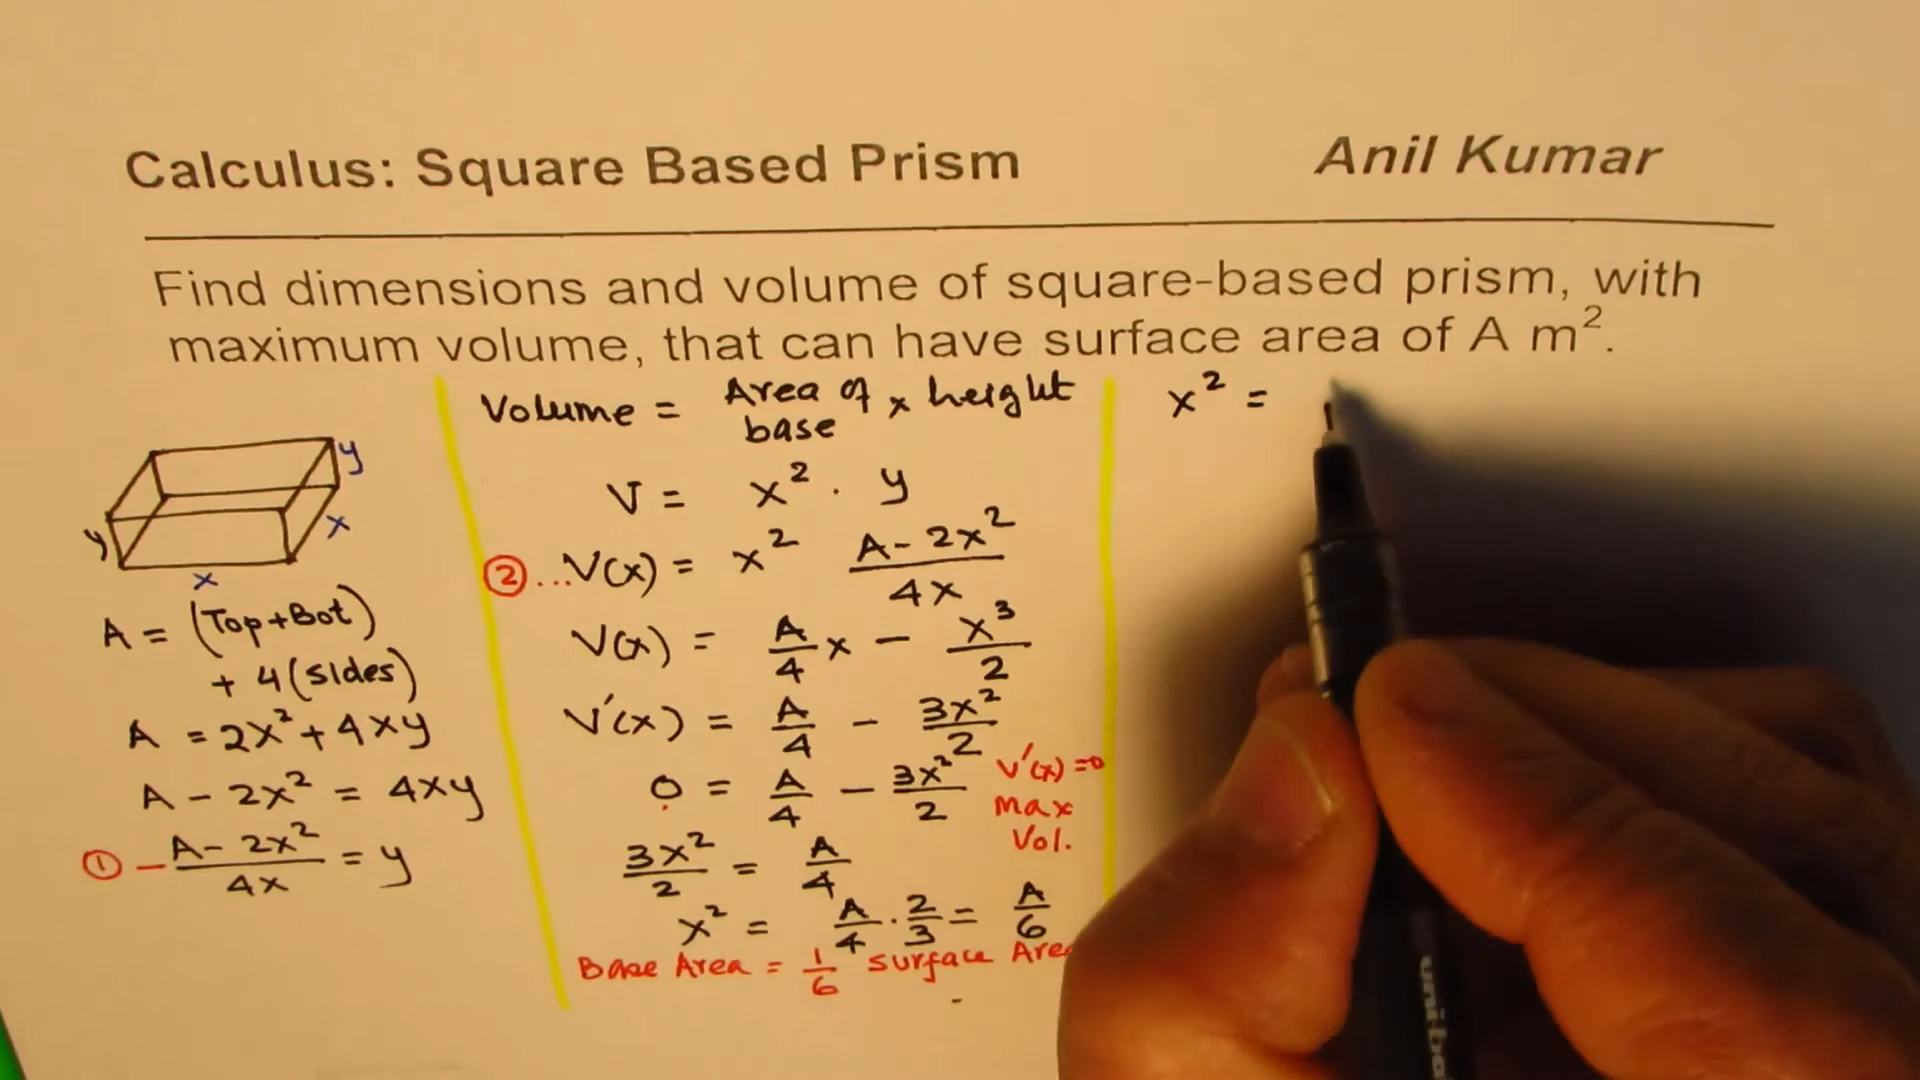 Calculus: Square Based Prism
Anil Kumar
Find dimensions and volume of square-based prism, with
maximum volume, that can have surface area of A m².
y
x
y
x
A = (Top+Bot)
+ 4(sides)
A = 2x² + 4xy
A - 2x² = 4xy
① - (A - 2x²)/(4x) = y
Volume = Area of base x height
V = x² . y
② ... V(x) = x² (A - 2x²)/(4x)
V(x) = A/4 x - x³/2
V'(x) = A/4 - 3x²/2
0 = A/4 - 3x²/2
V'(x) = 0
Max
Vol.
3x²/2 = A/4
x² = A/4 . 2/3 = A/6
Base Area = 1/6 surface Area
x² =
uni-ba